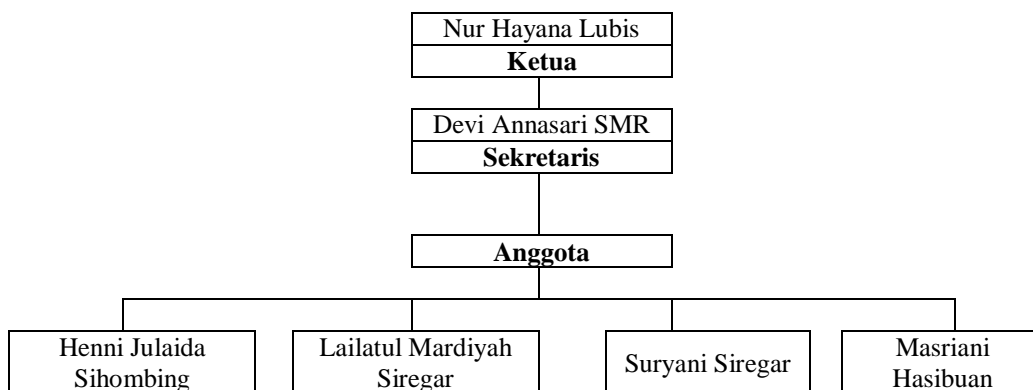 Nur Hayana Lubis
Ketua
Devi Annasari SMR
Sekretaris
Anggota
Henni Julaida
Sihombing
Lailatul Mardiyah
Siregar
Suryani Siregar
Masriani
Hasibuan